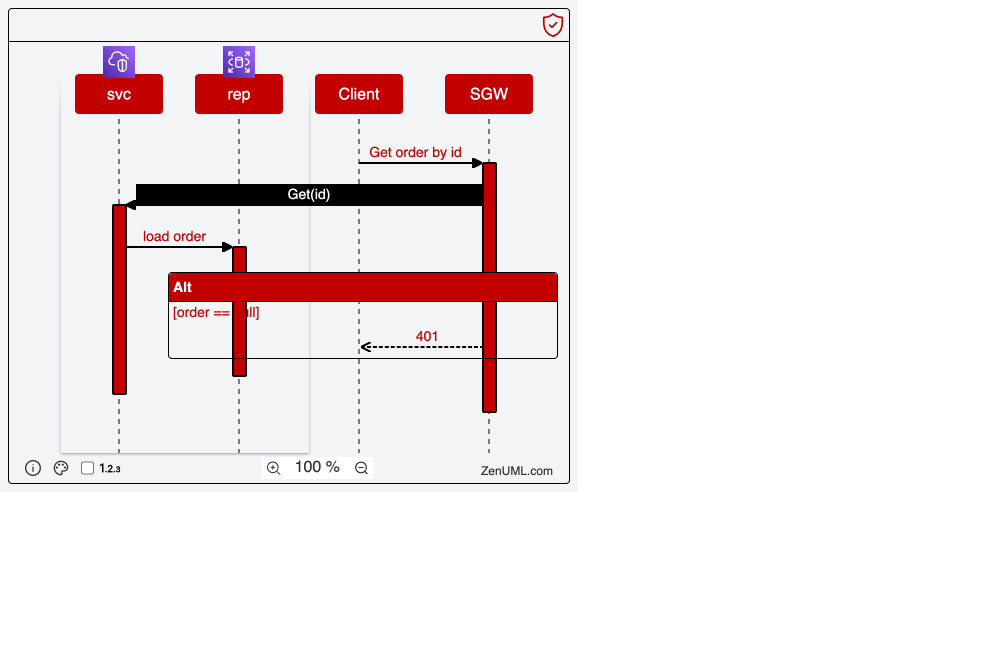 svc
rep
Client
SGW
Get order by id
Get(id)
load order
Alt
[order == ll]
401
1.2.3
100 %
ZenUML.com